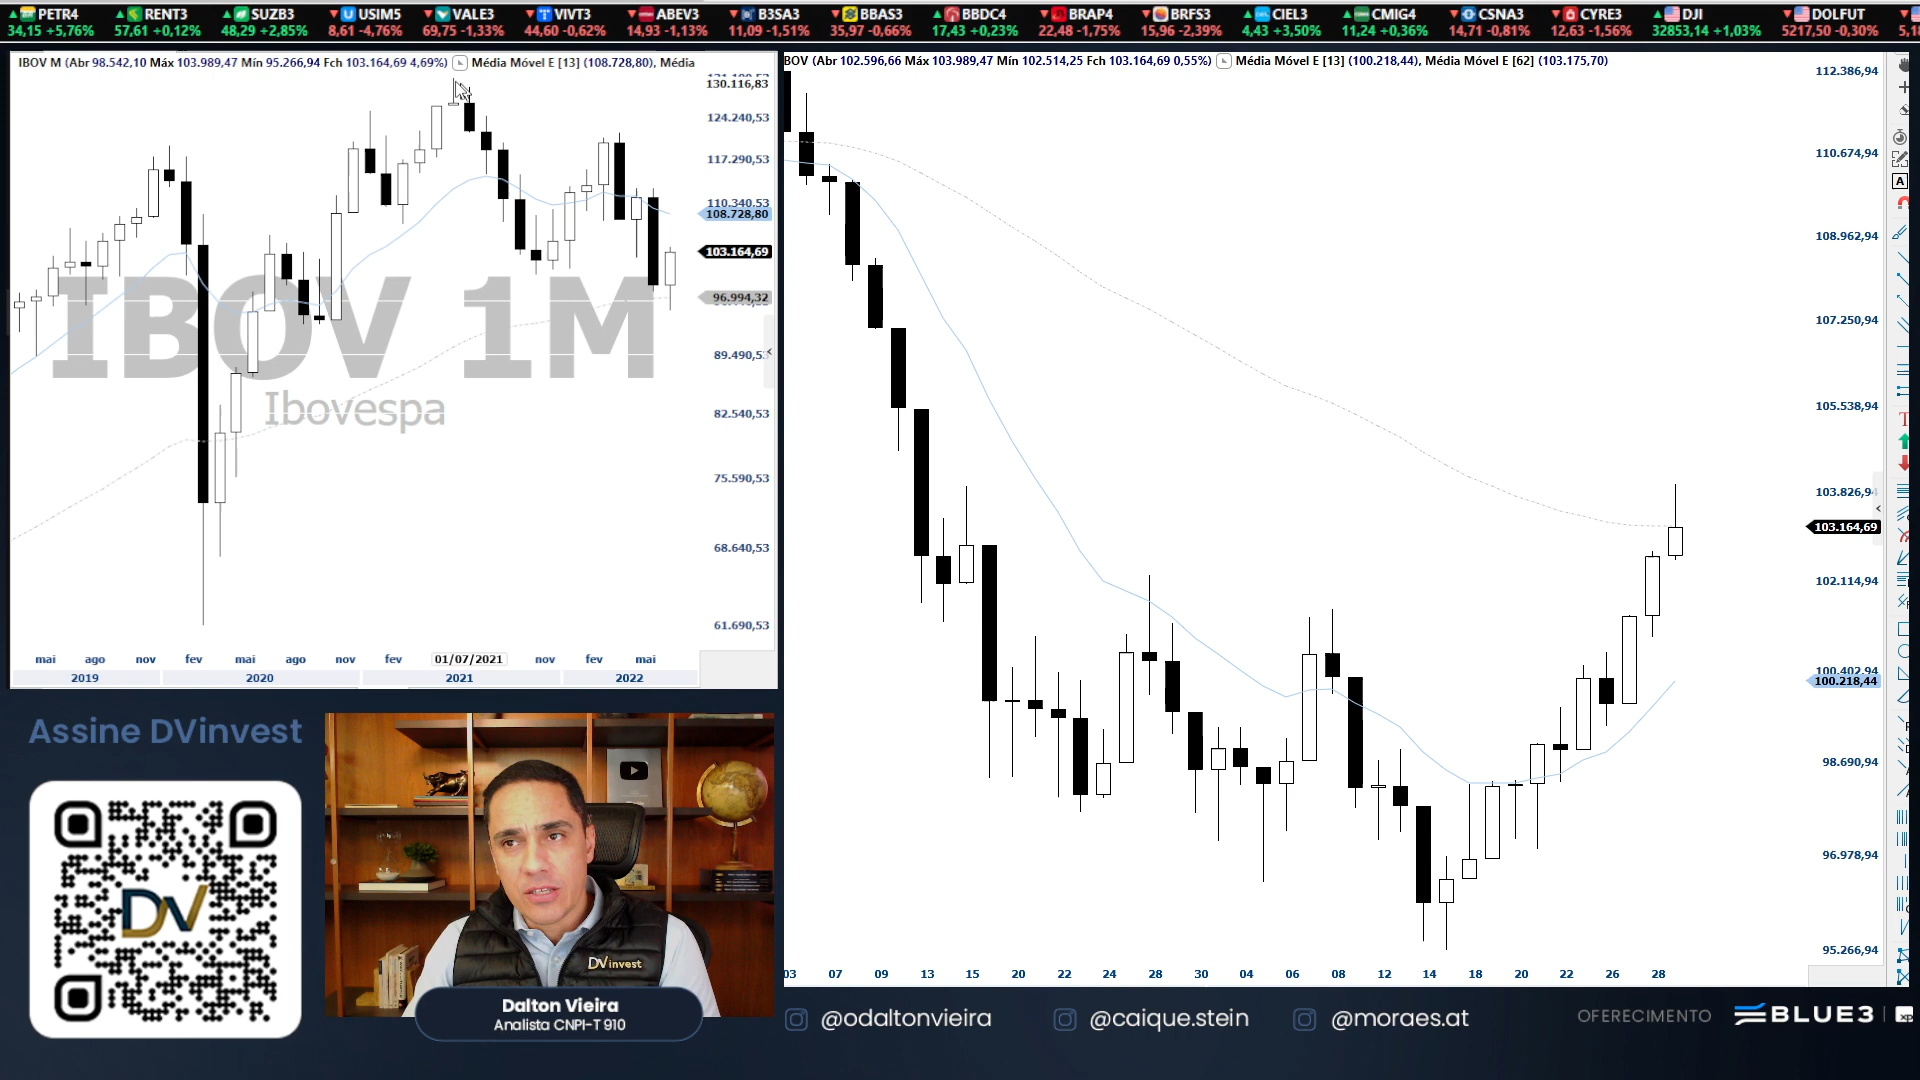 PETR4 RENT3 SUZB3 USIM5 VALE3 VIVT3 ABEV3 B3SA3 BBAS3 BBDC4 BRAP4 BRFS3 CIEL3 CMIG4 CSNA3 CYRE3 DJI DOLFUT
34,15 +5,76% 57,61 +0,12% 48,29 +2,85% 8,61 -4,76% 69,75 -1,33% 44,60 -0,62% 14,93 -1,13% 11,09 -1,51% 35,97 -0,66% 17,43 +0,23% 22,48 -1,75% 15,96 -2,39% 4,43 +3,50% 11,24 +0,36% 14,71 -0,81% 12,63 -1,56% 32853,14 +1,03% 5217,50 -0,30%
IBOV M (Abr 98.542,10 Máx 103.989,47 Mín 95.266,94 Fch 103.164,69 4,69%) Média Móvel E [13] (108.728,80), Média
130.116,83
124.240,53
117.290,53
110.340,53
108.728,80
103.164,69
96.994,32
89.490,53
82.540,53
75.590,53
68.640,53
61.690,53
IBOV 1M
Ibovespa
mai ago nov fev mai ago nov fev 01/07/2021 nov fev mai
2019 2020 2021 2022
BOV (Abr 102.596,66 Máx 103.989,47 Mín 102.514,25 Fch 103.164,69 0,55%) Média Móvel E [13] (100.218,44), Média Móvel E [62] (103.175,70)
112.386,94
110.674,94
108.962,94
107.250,94
105.538,94
103.826,94
103.164,69
102.114,94
100.402,94
100.218,44
98.690,94
96.978,94
95.266,94
03 07 09 13 15 20 22 24 28 30 04 06 08 12 14 18 20 22 26 28
Assine DVinvest
DV
DVinvest
Dalton Vieira
Analista CNPI-T 910
@odaltonvieira @caique.stein @moraes.at
OFERECIMENTO BLUE3 xp